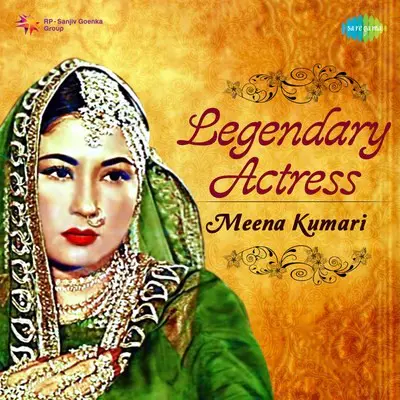 RP-Sanjiv Goenka
Group
saregama
Legendary
Actress
Meena Kumari